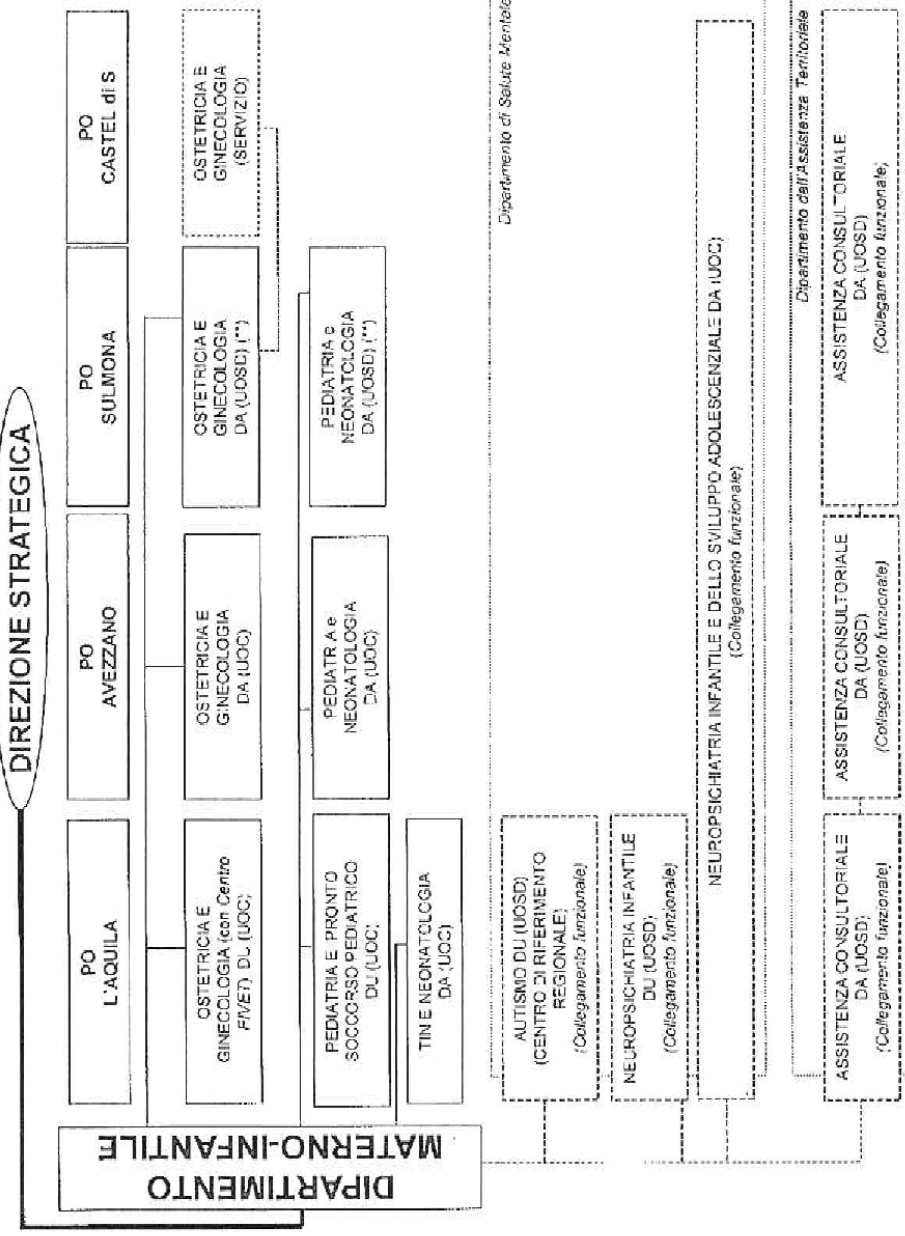 DIREZIONE STRATEGICA
PO
L'AQUILA
PO
AVEZZANO
PO
SULMONA
PO
CASTEL di S
DIPARTIMENTO
MATERNO-INFANTILE
OSTETRICIA E
GINECOLOGIA (con Centro
FIVET) DU (UOC)
OSTETRICIA E
GINECOLOGIA
DA (UOC)
OSTETRICIA E
GINECOLOGIA
DA (UOSD) (**)
OSTETRICIA E
GINECOLOGIA
(SERVIZIO)
PEDIATRIA E PRONTO
SOCCORSO PEDIATRICO
DU (UOC)
PEDIATRIA e
NEONATOLOGIA
DA (UOC)
PEDIATRIA e
NEONATOLOGIA
DA (UOSD) (**)
TIN E NEONATOLOGIA
DA (UOC)
Dipartimento di Salute Mentale
AUTISMO DU (UOSD)
(CENTRO DI RIFERIMENTO
REGIONALE)
(Collegamento funzionale)
NEUROPSICHIATRIA INFANTILE
DU (UOSD)
(Collegamento funzionale)
NEUROPSICHIATRIA INFANTILE E DELLO SVILUPPO ADOLESCENZIALE DA (UOC)
(Collegamento funzionale)
Dipartimento dell'Assistenza Territoriale
ASSISTENZA CONSULTORIALE
DA (UOSD)
(Collegamento funzionale)
ASSISTENZA CONSULTORIALE
DA (UOSD)
(Collegamento funzionale)
ASSISTENZA CONSULTORIALE
DA (UOSD)
(Collegamento funzionale)